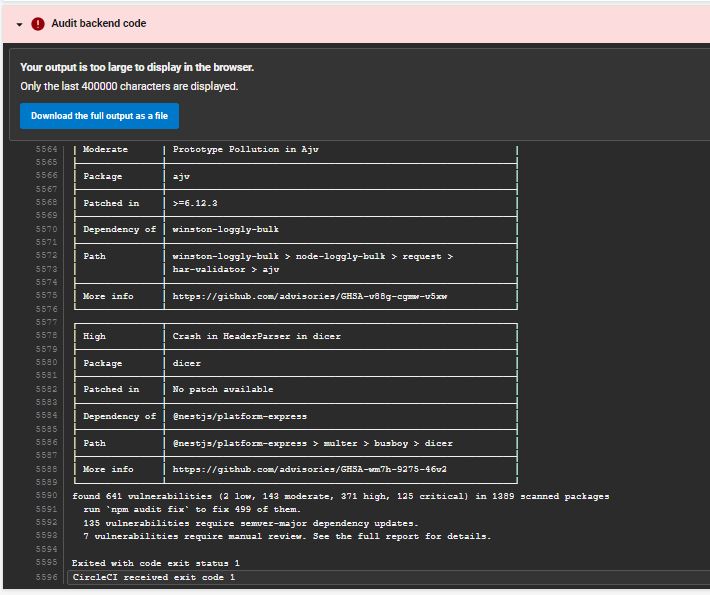 Audit backend code
Your output is too large to display in the browser.
Only the last 400000 characters are displayed.
Download the full output as a file
5564 | Moderate | Prototype Pollution in Ajv |
5565
5566 | Package | ajv |
5567
5568 | Patched in | >=6.12.3 |
5569
5570 | Dependency of | winston-loggly-bulk |
5571
5572 | Path | winston-loggly-bulk > node-loggly-bulk > request > |
5573 | | har-validator > ajv |
5574
5575 | More info | https://github.com/advisories/GHSA-v88g-cgmw-v5xw |
5576
5577
5578 | High | Crash in HeaderParser in dicer |
5579
5580 | Package | dicer |
5581
5582 | Patched in | No patch available |
5583
5584 | Dependency of | @nestjs/platform-express |
5585
5586 | Path | @nestjs/platform-express > multer > busboy > dicer |
5587
5588 | More info | https://github.com/advisories/GHSA-wm7h-9275-46v2 |
5589
5590 found 641 vulnerabilities (2 low, 143 moderate, 371 high, 125 critical) in 1389 scanned packages
5591 run `npm audit fix` to fix 499 of them.
5592 135 vulnerabilities require semver-major dependency updates.
5593 7 vulnerabilities require manual review. See the full report for details.
5594
5595 Exited with code exit status 1
5596 CircleCI received exit code 1